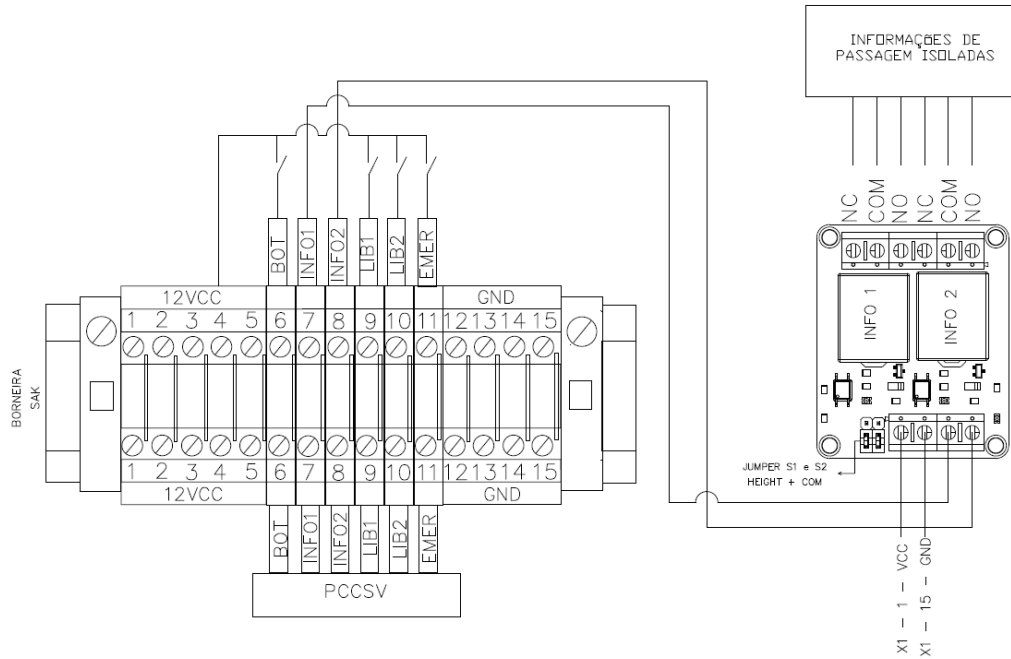 INFORMAÇÕES DE
PASSAGEM ISOLADAS
NC
COM
NO
NC
COM
NO
BOT
INFO1
INFO2
LIB1
LIB2
EMER
12VCC
GND
1 2 3 4 5 6 7 8 9 10 11 12 13 14 15
BORNEIRA
SAK
1 2 3 4 5 6 7 8 9 10 11 12 13 14 15
12VCC
GND
BOT
INFO1
INFO2
LIB1
LIB2
EMER
PCCSV
INFO 1
INFO 2
JUMPER S1 e S2
HEIGHT + COM
X1 - 1 - VCC
X1 - 15 - GND